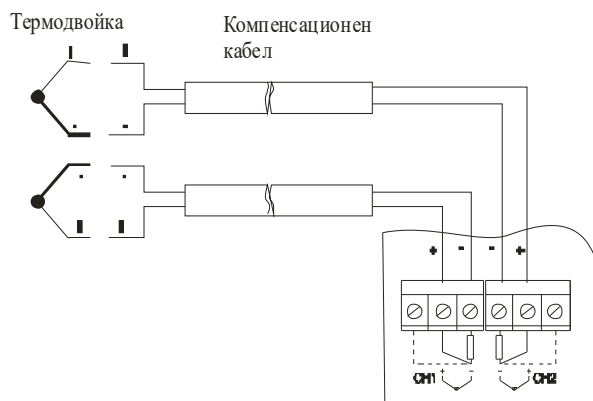 Термодвойка
Компенсационен
кабел
+ - - +
CH1 + - - + CH2